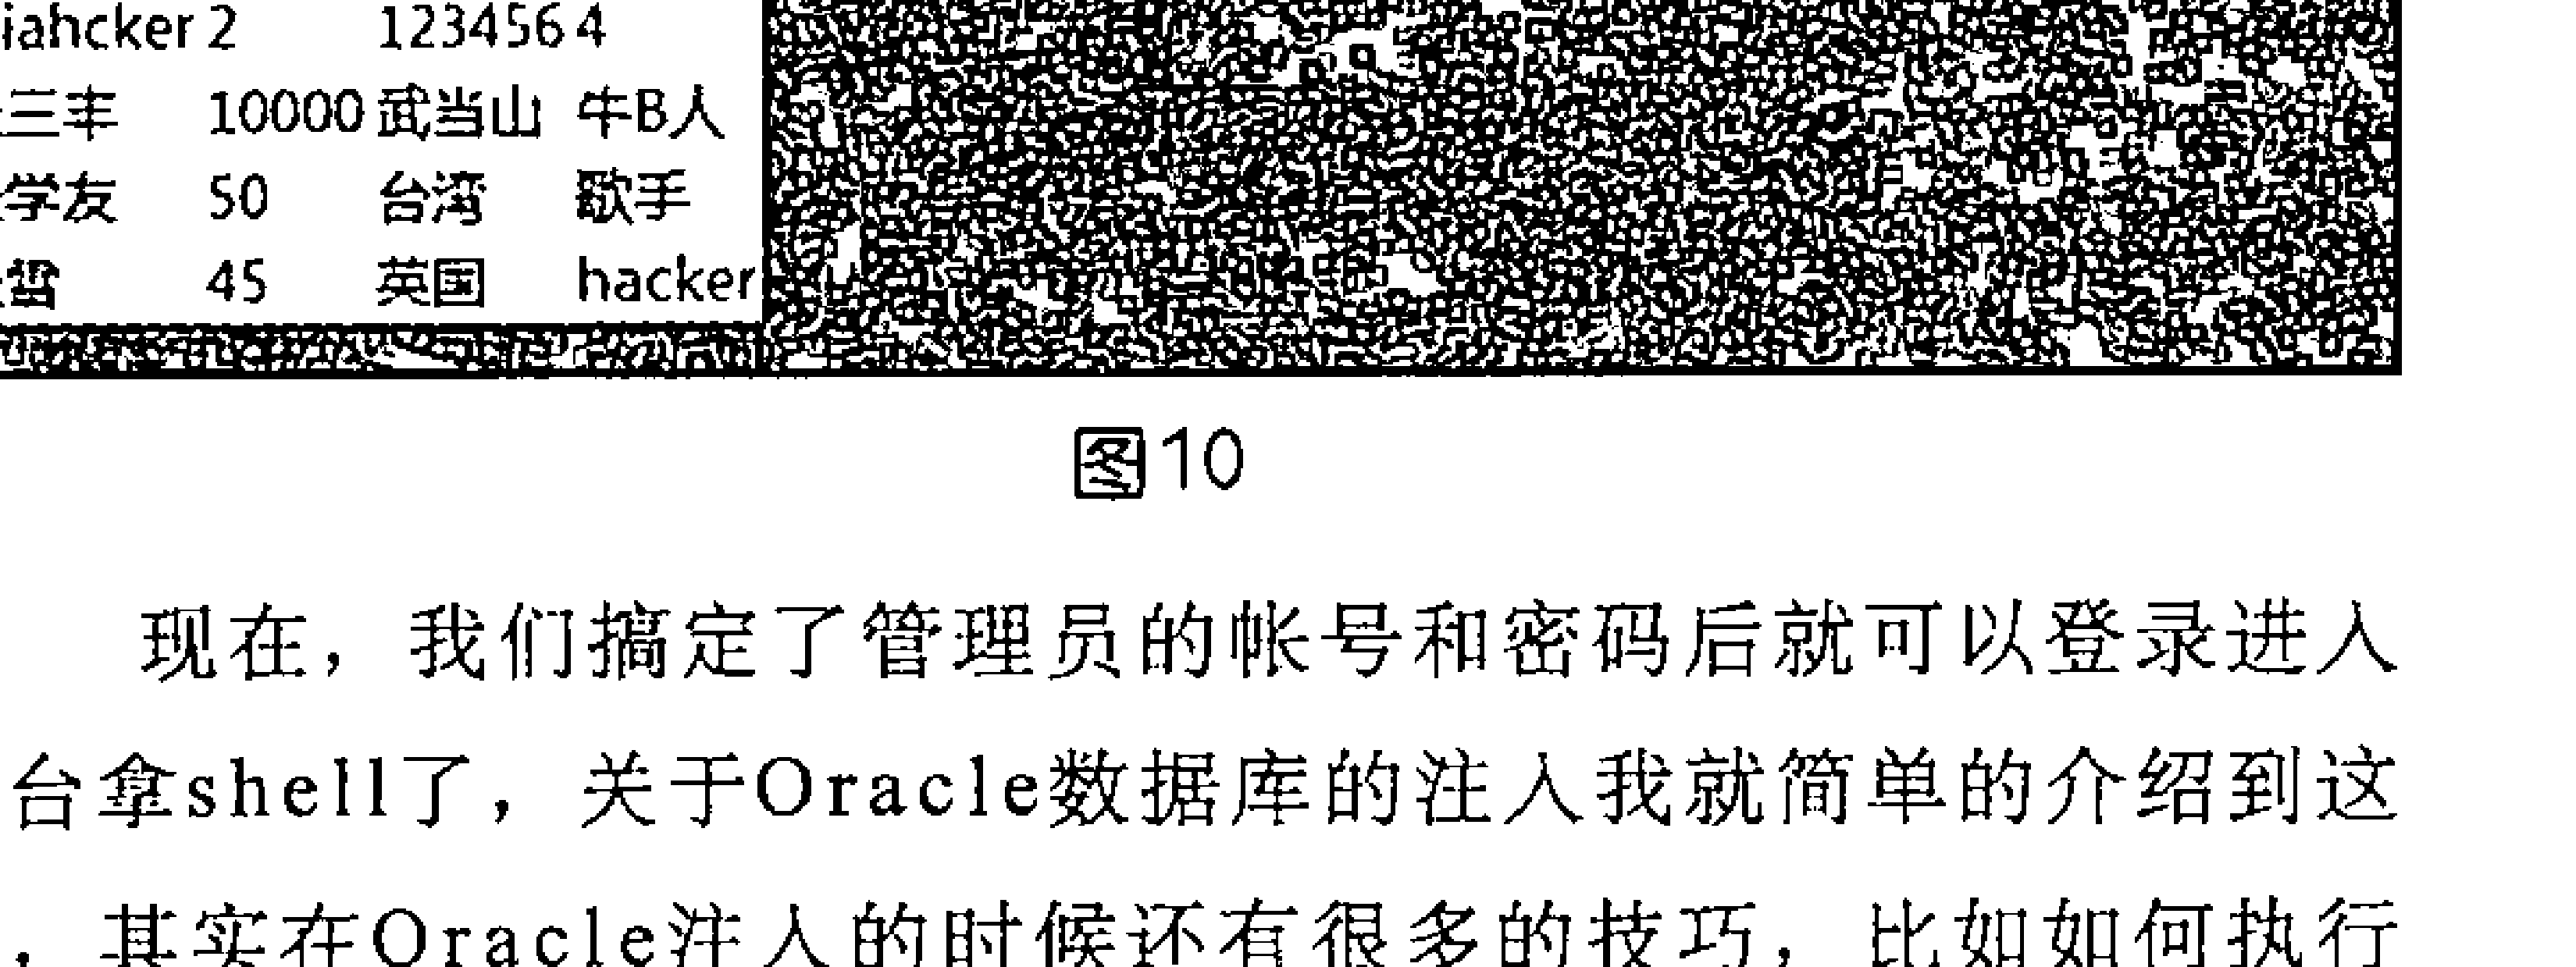 iahcker 2 123456 4
三丰 10000 武当山 牛B人
学友 50 台湾 歌手
45 英国 hacker
图10
现在，我们搞定了管理员的帐号和密码后就可以登录进入
台拿shell了，关于Oracle数据库的注入我就简单的介绍到这
，其实在Oracle注入的时候还有很多的技巧，比如如何执行